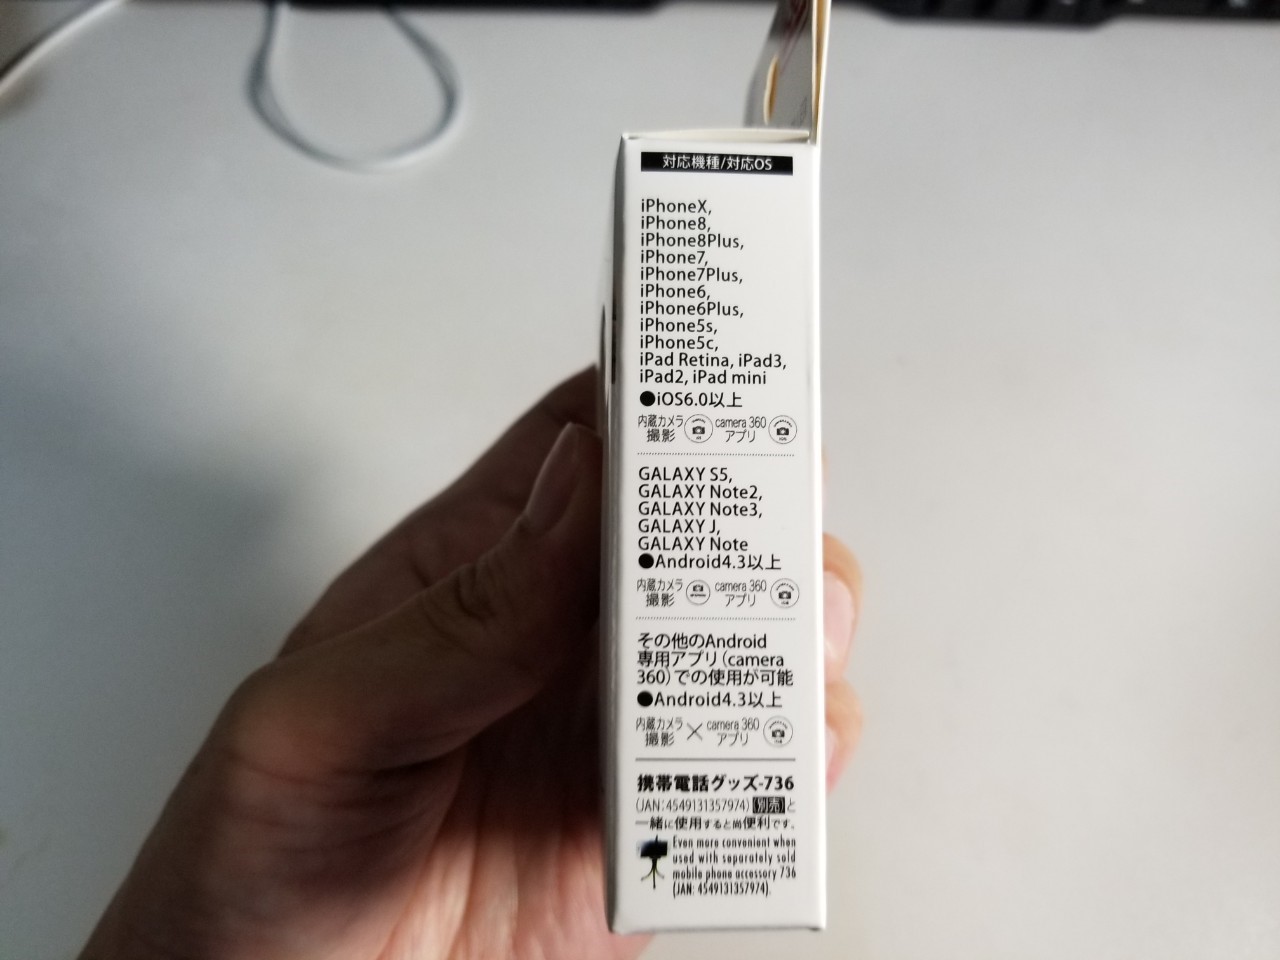 対応機種/対応OS
iPhoneX,
iPhone8,
iPhone8Plus,
iPhone7,
iPhone7Plus,
iPhone6,
iPhone6Plus,
iPhone5s,
iPhone5c,
iPad Retina, iPad3,
iPad2, iPad mini
●iOS6.0以上
内蔵カメラ camera 360
撮影 アプリ
GALAXY S5,
GALAXY Note2,
GALAXY Note3,
GALAXY J,
GALAXY Note
●Android4.3以上
内蔵カメラ camera 360
撮影 アプリ
その他のAndroid
専用アプリ(camera
360)での使用が可能
●Android4.3以上
内蔵カメラ × camera 360
撮影 アプリ
携帯電話グッズ-736
(JAN:4549131357974)【別売】と
一緒に使用すると尚便利です。
Even more convenient when
used with separately sold
mobile phone accessory 736
(JAN: 4549131357974).